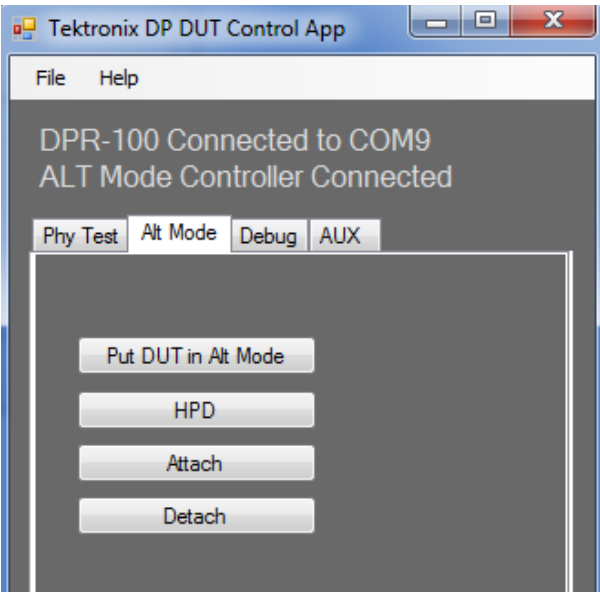 Tektronix DP DUT Control App
File Help
DPR-100 Connected to COM9
ALT Mode Controller Connected
Phy Test Alt Mode Debug AUX
Put DUT in Alt Mode
HPD
Attach
Detach